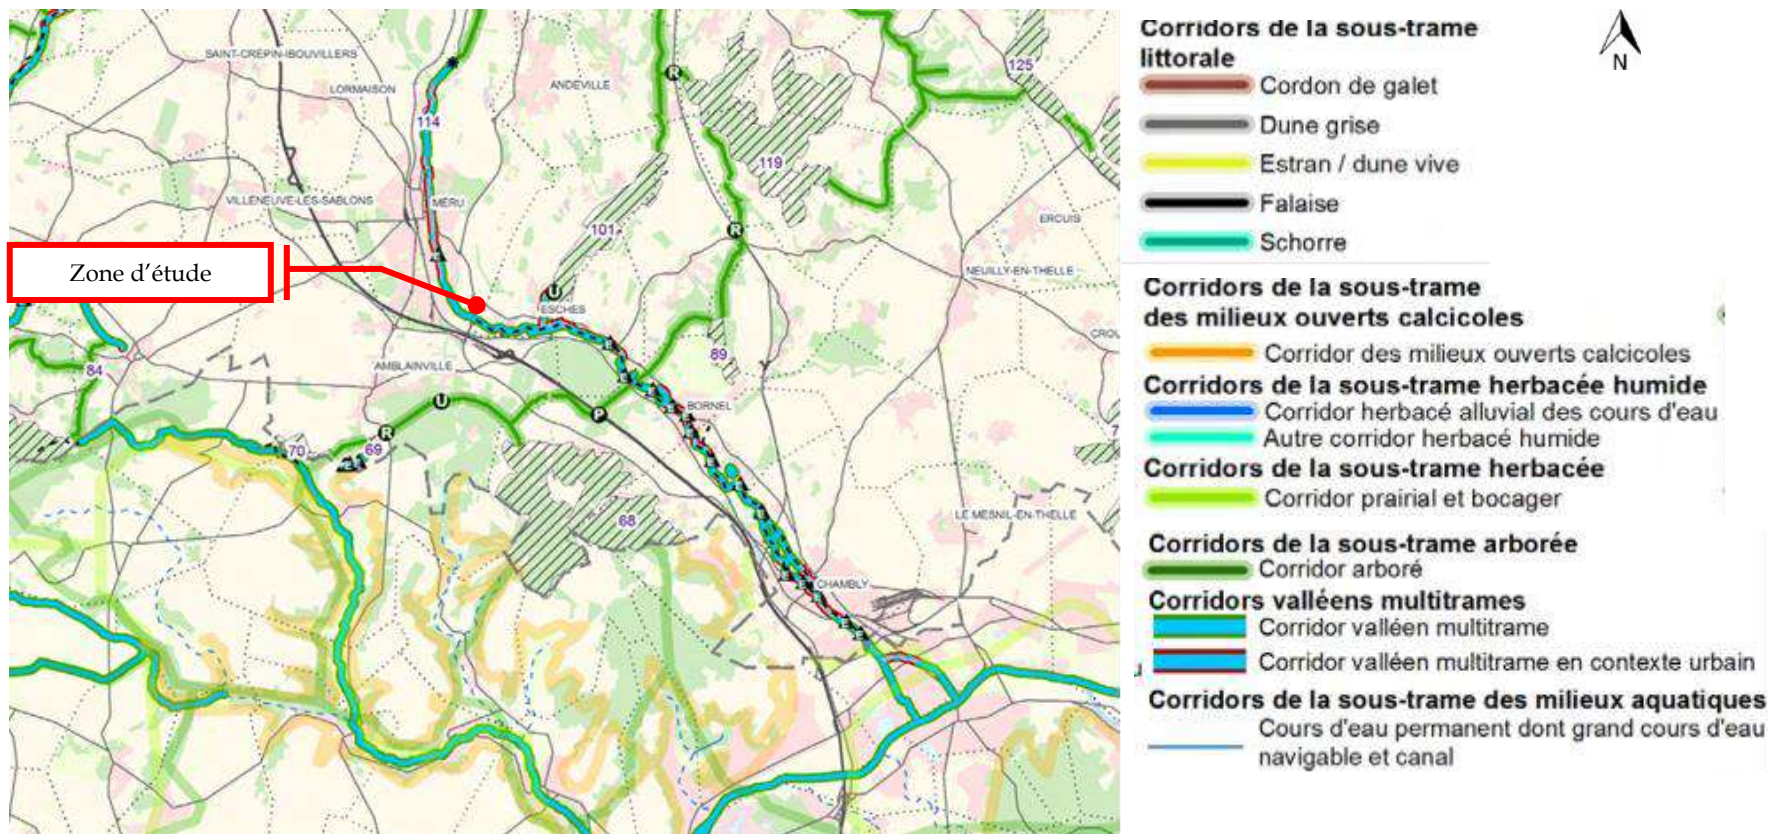 SAINT-CRÉPIN-IBOUVILLERS
LORMAISON
ANDEVILLE
125
114
R
119
VILLENEUVE-LES-SABLONS
MÉRU
101
R
ERCUIS
Zone d'étude
NEUILLY-EN-THELLE
U
ESCHES
E
84
AMBLAINVILLE
89
U
P
BORNEL
R
70
69
68
LE MESNIL-EN-THELLE
CHAMBLY
Corridors de la sous-trame
littorale
Cordon de galet
Dune grise
Estran / dune vive
Falaise
Schorre
N
Corridors de la sous-trame
des milieux ouverts calcicoles
Corridor des milieux ouverts calcicoles
Corridors de la sous-trame herbacée humide
Corridor herbacé alluvial des cours d'eau
Autre corridor herbacé humide
Corridors de la sous-trame herbacée
Corridor prairial et bocager
Corridors de la sous-trame arborée
Corridor arboré
Corridors valléens multitrames
Corridor valléen multitrame
Corridor valléen multitrame en contexte urbain
Corridors de la sous-trame des milieux aquatiques
Cours d'eau permanent dont grand cours d'eau
navigable et canal